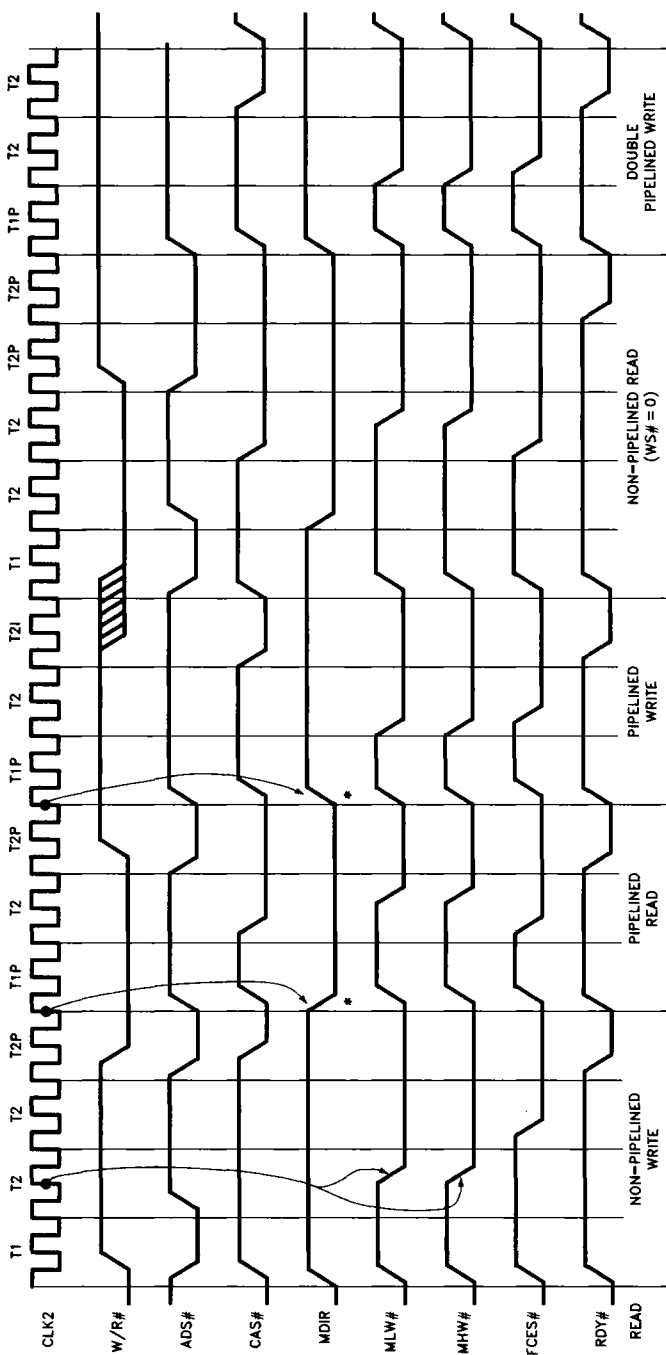 CLK2
W/R#
ADS#
CAS#
MDIR
MLW#
MHW#
FCES#
RDY#
READ
T1
T2
T2
T2P
T1P
T2
T2P
T1P
T2
T2I
T1
T2
T2
T2P
T2P
T1P
T2
T2
*
*
NON-PIPELINED
WRITE
PIPELINED
READ
PIPELINED
WRITE
NON-PIPELINED READ
(WS# = 0)
DOUBLE
PIPELINED WRITE